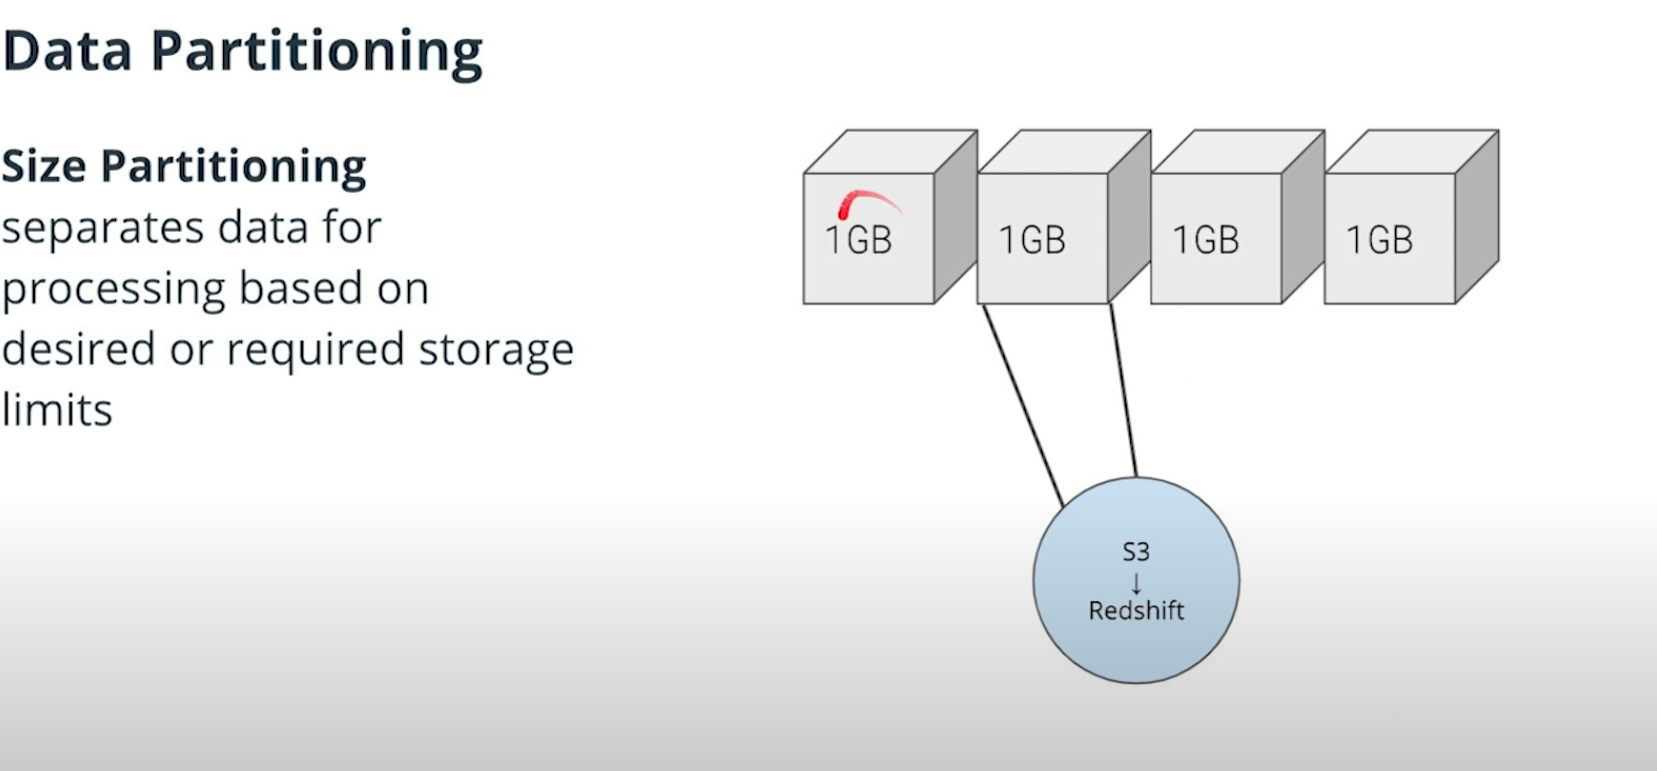 Data Partitioning
Size Partitioning
separates data for
processing based on
desired or required storage
limits
1GB
1GB
1GB
1GB
S3
↓
Redshift